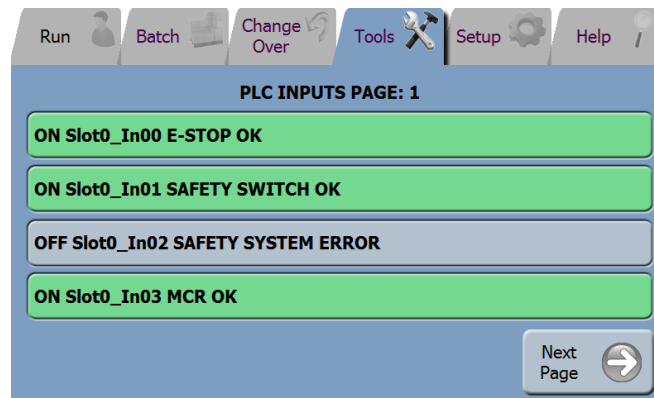 Run
Batch
Change
Over
Tools
Setup
Help
PLC INPUTS PAGE: 1
ON Slot0_In00 E-STOP OK
ON Slot0_In01 SAFETY SWITCH OK
OFF Slot0_In02 SAFETY SYSTEM ERROR
ON Slot0_In03 MCR OK
Next
Page